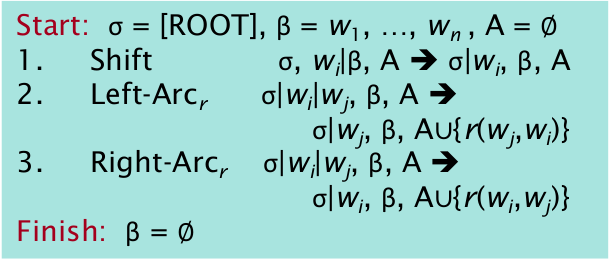 Start: σ = [ROOT], β = w₁, …, wₙ , A = ∅
1. Shift σ, wᵢ|β, A ➔ σ|wᵢ, β, A
2. Left-Arcᵣ σ|wᵢ|wⱼ, β, A ➔
σ|wⱼ, β, A∪{r(wⱼ,wᵢ)}
3. Right-Arcᵣ σ|wᵢ|wⱼ, β, A ➔
σ|wᵢ, β, A∪{r(wᵢ,wⱼ)}
Finish: β = ∅